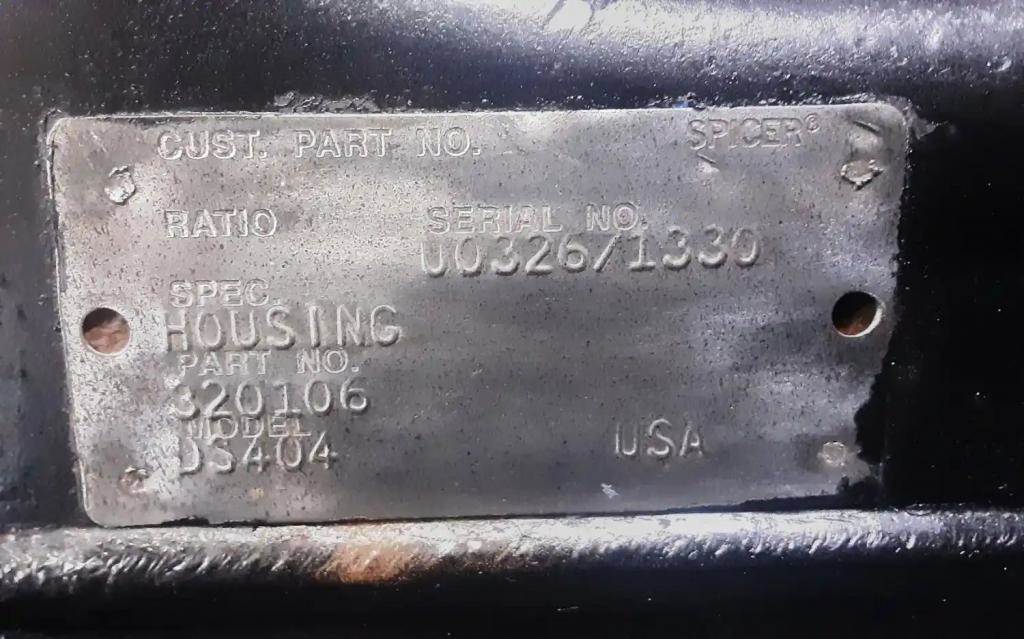 CUST. PART NO. SPICER®
RATIO SERIAL NO.
U0326/1330
SPEC.
HOUSING
PART NO.
320106
MODEL
DS404 USA